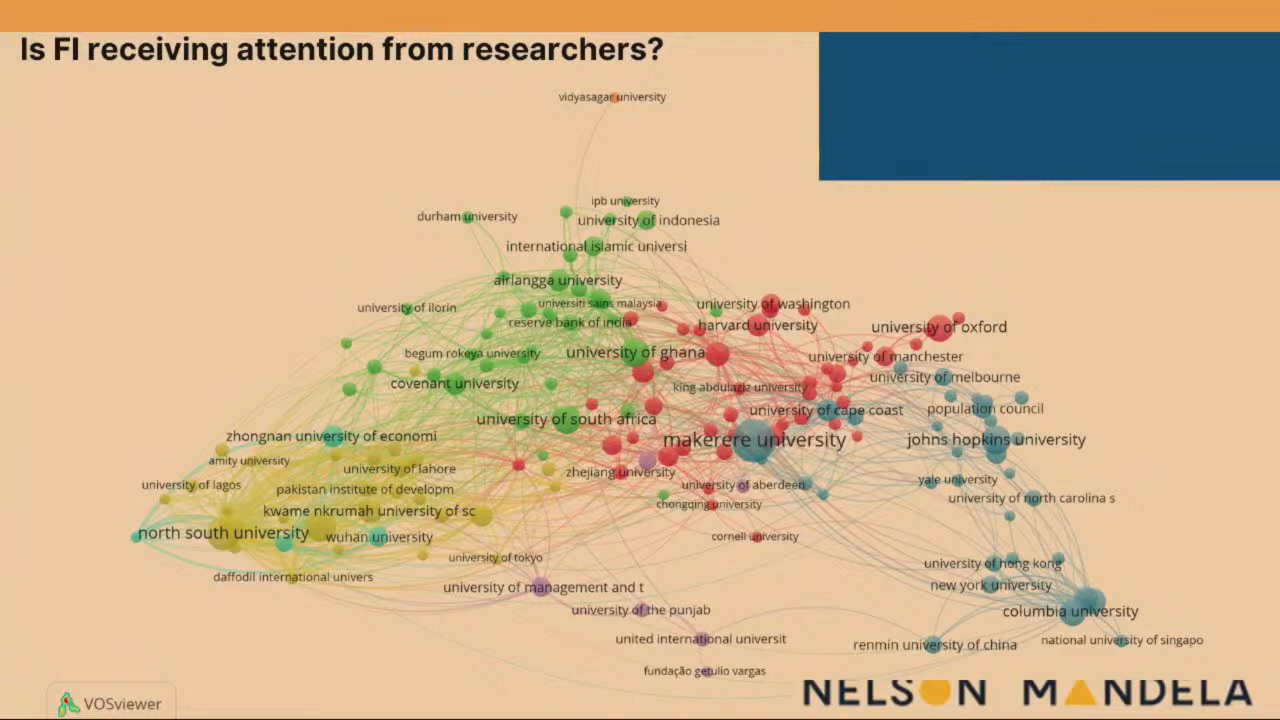 Is FI receiving attention from researchers?
vidyasagar university
ipb university
durham university
university of indonesia
international islamic universi
airlangga university
university of ilorin
universiti sains malaysia
university of washington
reserve bank of india
harvard university
university of oxford
begum rokeya university
university of ghana
university of manchester
covenant university
king abdulaziz university
university of melbourne
university of south africa
university of cape coast
population council
zhongnan university of economi
makerere university
johns hopkins university
amity university
university of lahore
zhejiang university
university of lagos
pakistan institute of developm
university of aberdeen
yale university
kwame nkrumah university of sc
chongqing university
university of north carolina s
north south university
wuhan university
cornell university
university of tokyo
university of hong kong
daffodil international univers
university of management and t
new york university
university of the punjab
columbia university
united international universit
renmin university of china
national university of singapo
fundação getulio vargas
VOSviewer
NELSON MANDELA